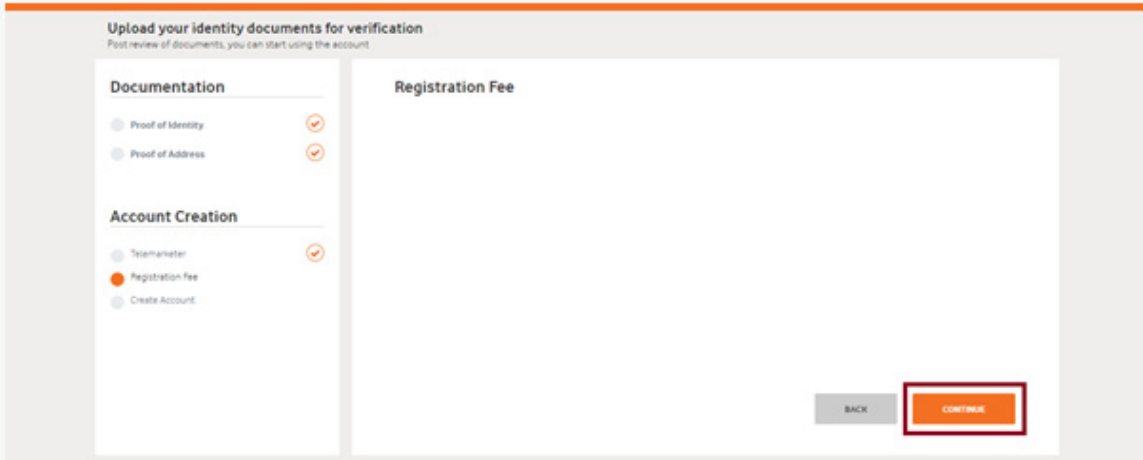 Upload your identity documents for verification
Post review of documents, you can start using the account
Documentation
Proof of Identity
Proof of Address
Account Creation
Telemarketer
Registration Fee
Create Account
Registration Fee
BACK
CONTINUE